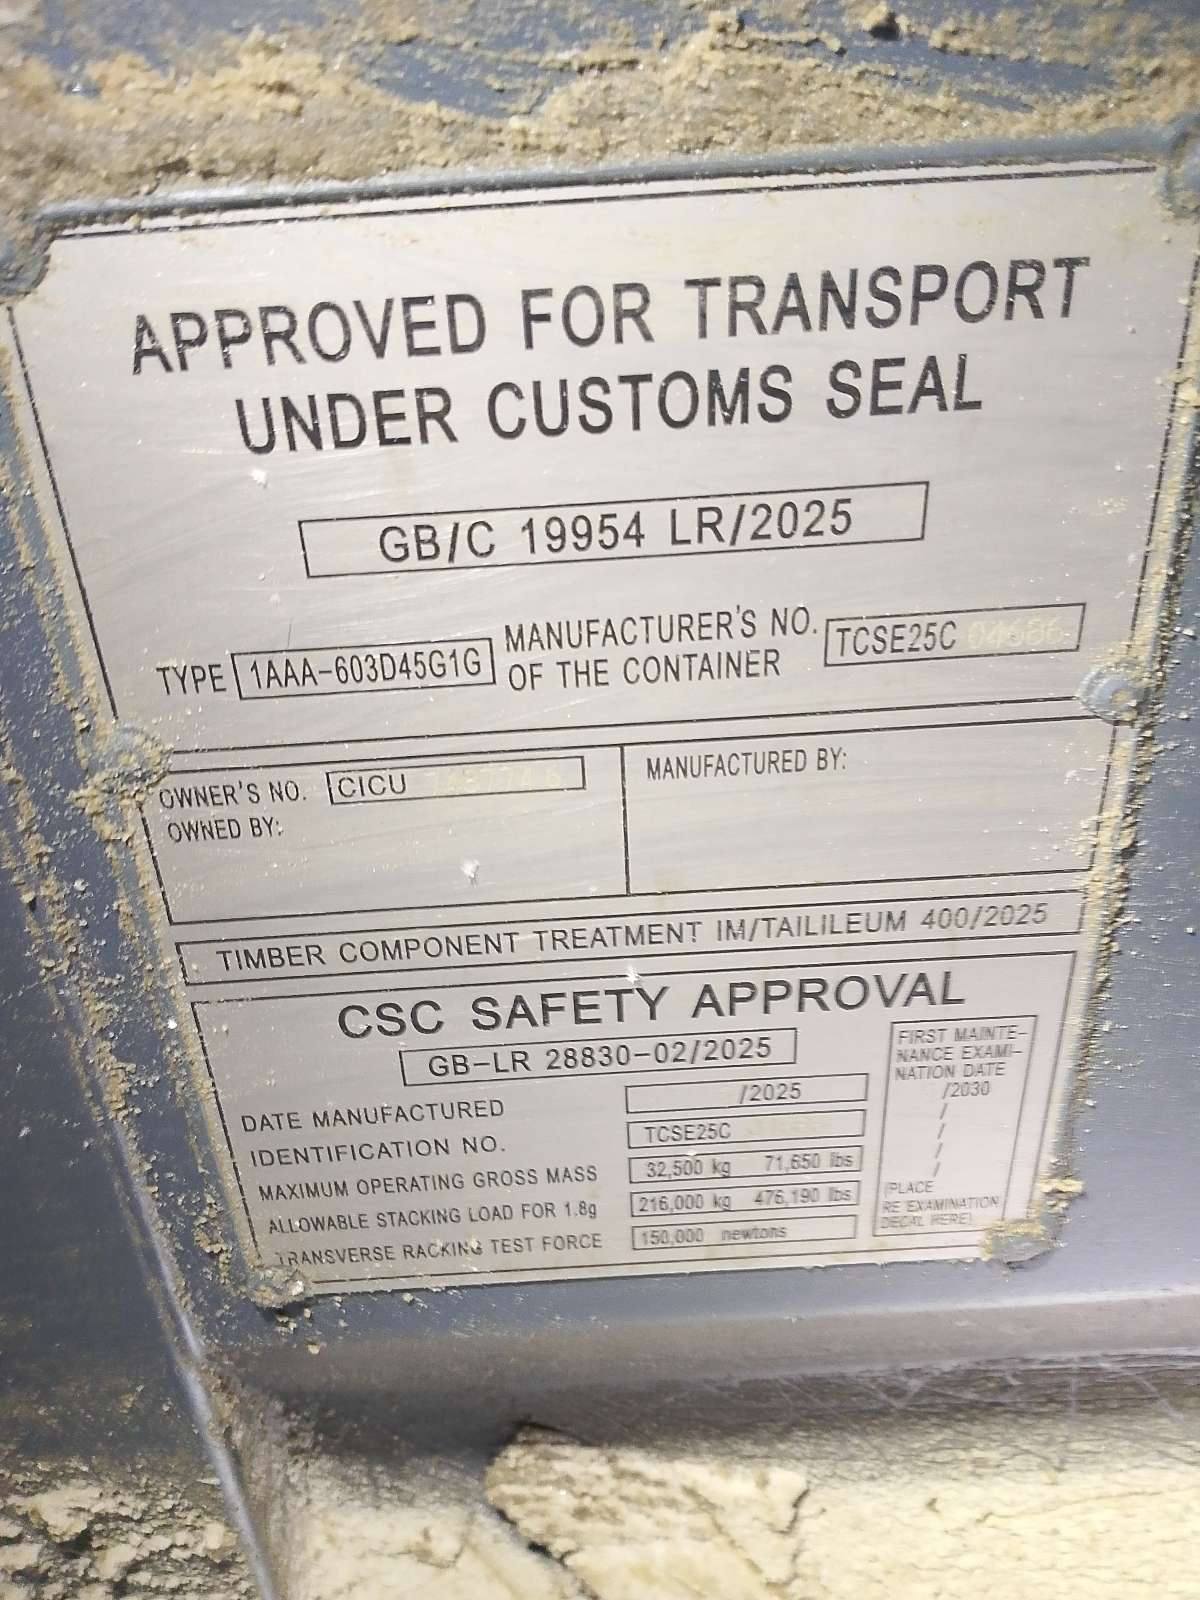 APPROVED FOR TRANSPORT
UNDER CUSTOMS SEAL
GB/C 19954 LR/2025
TYPE 1AAA-603D45G1G MANUFACTURER'S NO. OF THE CONTAINER TCSE25C
OWNER'S NO. CICU
OWNED BY:
MANUFACTURED BY:
TIMBER COMPONENT TREATMENT IM/TAILILEUM 400/2025
CSC SAFETY APPROVAL
GB-LR 28830-02/2025
DATE MANUFACTURED /2025
IDENTIFICATION NO. TCSE25C
MAXIMUM OPERATING GROSS MASS 32,500 kg 71,650 lbs
ALLOWABLE STACKING LOAD FOR 1.8g 216,000 kg 476,190 lbs
TRANSVERSE RACKING TEST FORCE 150,000 newtons
FIRST MAINTE-
NANCE EXAMI-
NATION DATE
/2030
/
/
/
/
(PLACE
RE EXAMINATION
DECAL HERE)